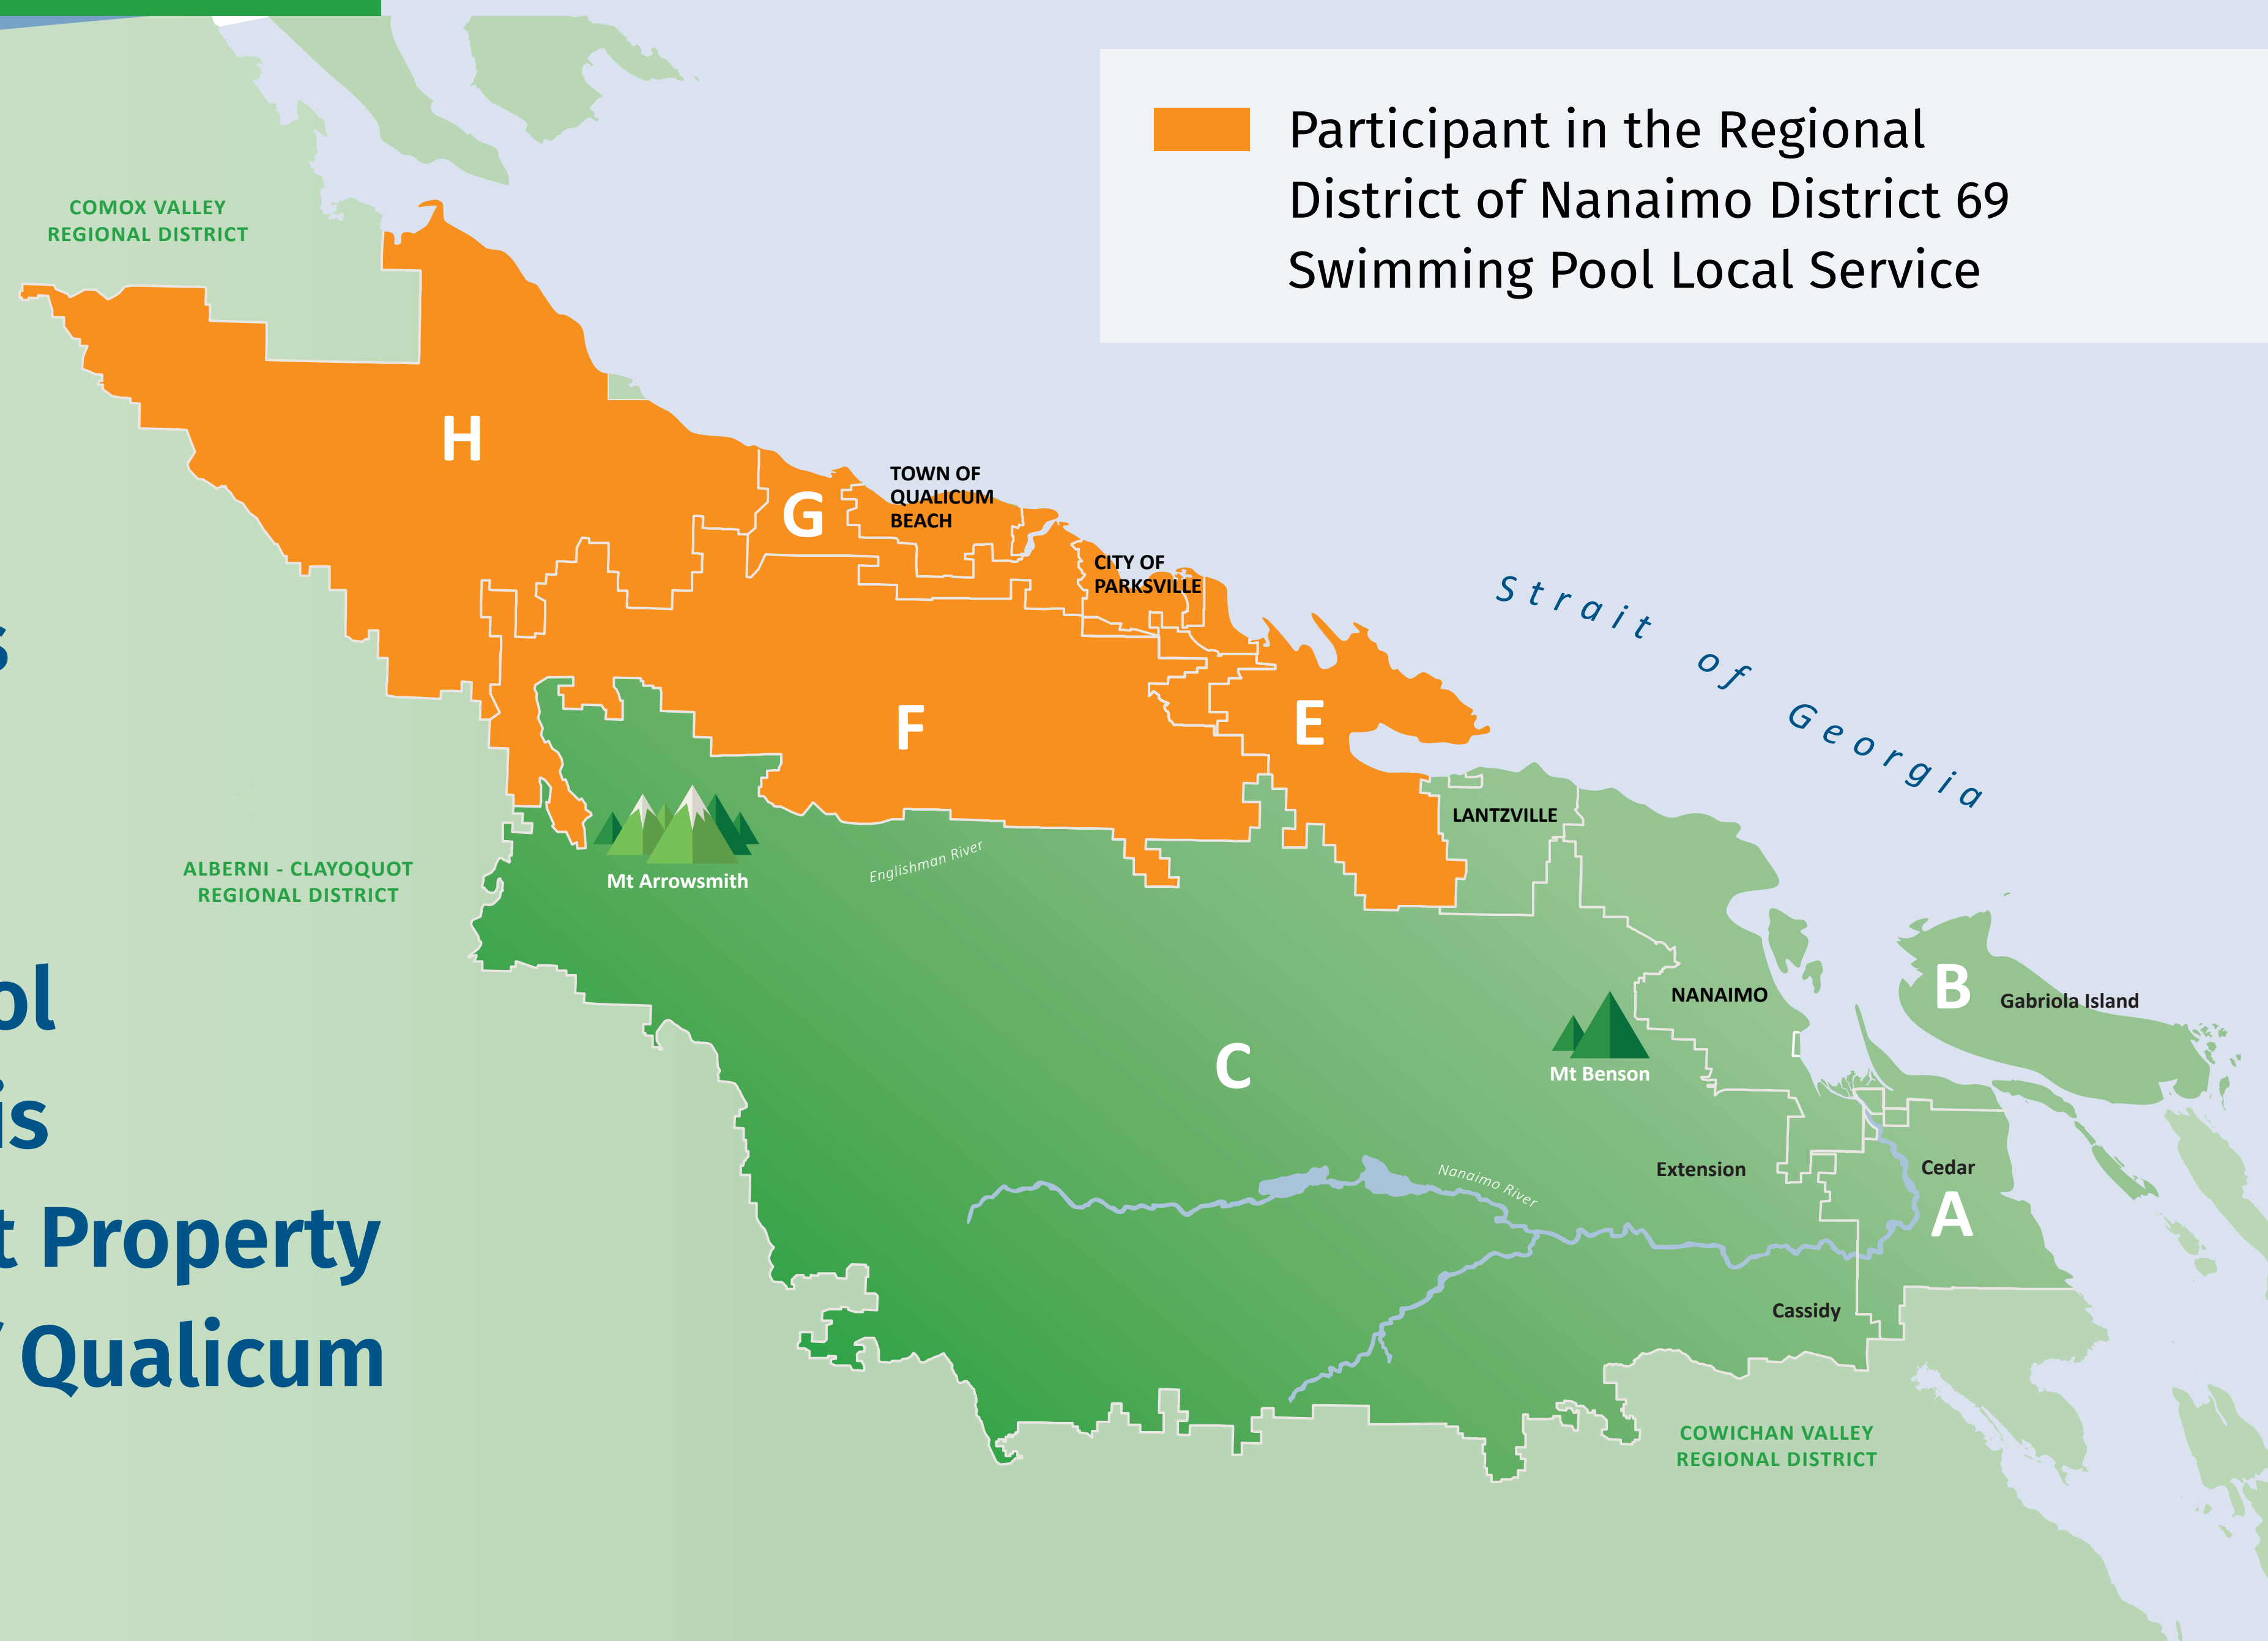 Participant in the Regional
District of Nanaimo District 69
Swimming Pool Local Service
COMOX VALLEY
REGIONAL DISTRICT
H
G
TOWN OF
QUALICUM
BEACH
CITY OF
PARKSVILLE
Strait of Georgia
s
F
E
LANTZVILLE
Englishman River
Mt Arrowsmith
ALBERNI - CLAYOQUOT
REGIONAL DISTRICT
ol
NANAIMO
B
Gabriola Island
C
Mt Benson
is
Extension
Cedar
Nanaimo River
A
t Property
Cassidy
Qualicum
COWICHAN VALLEY
REGIONAL DISTRICT